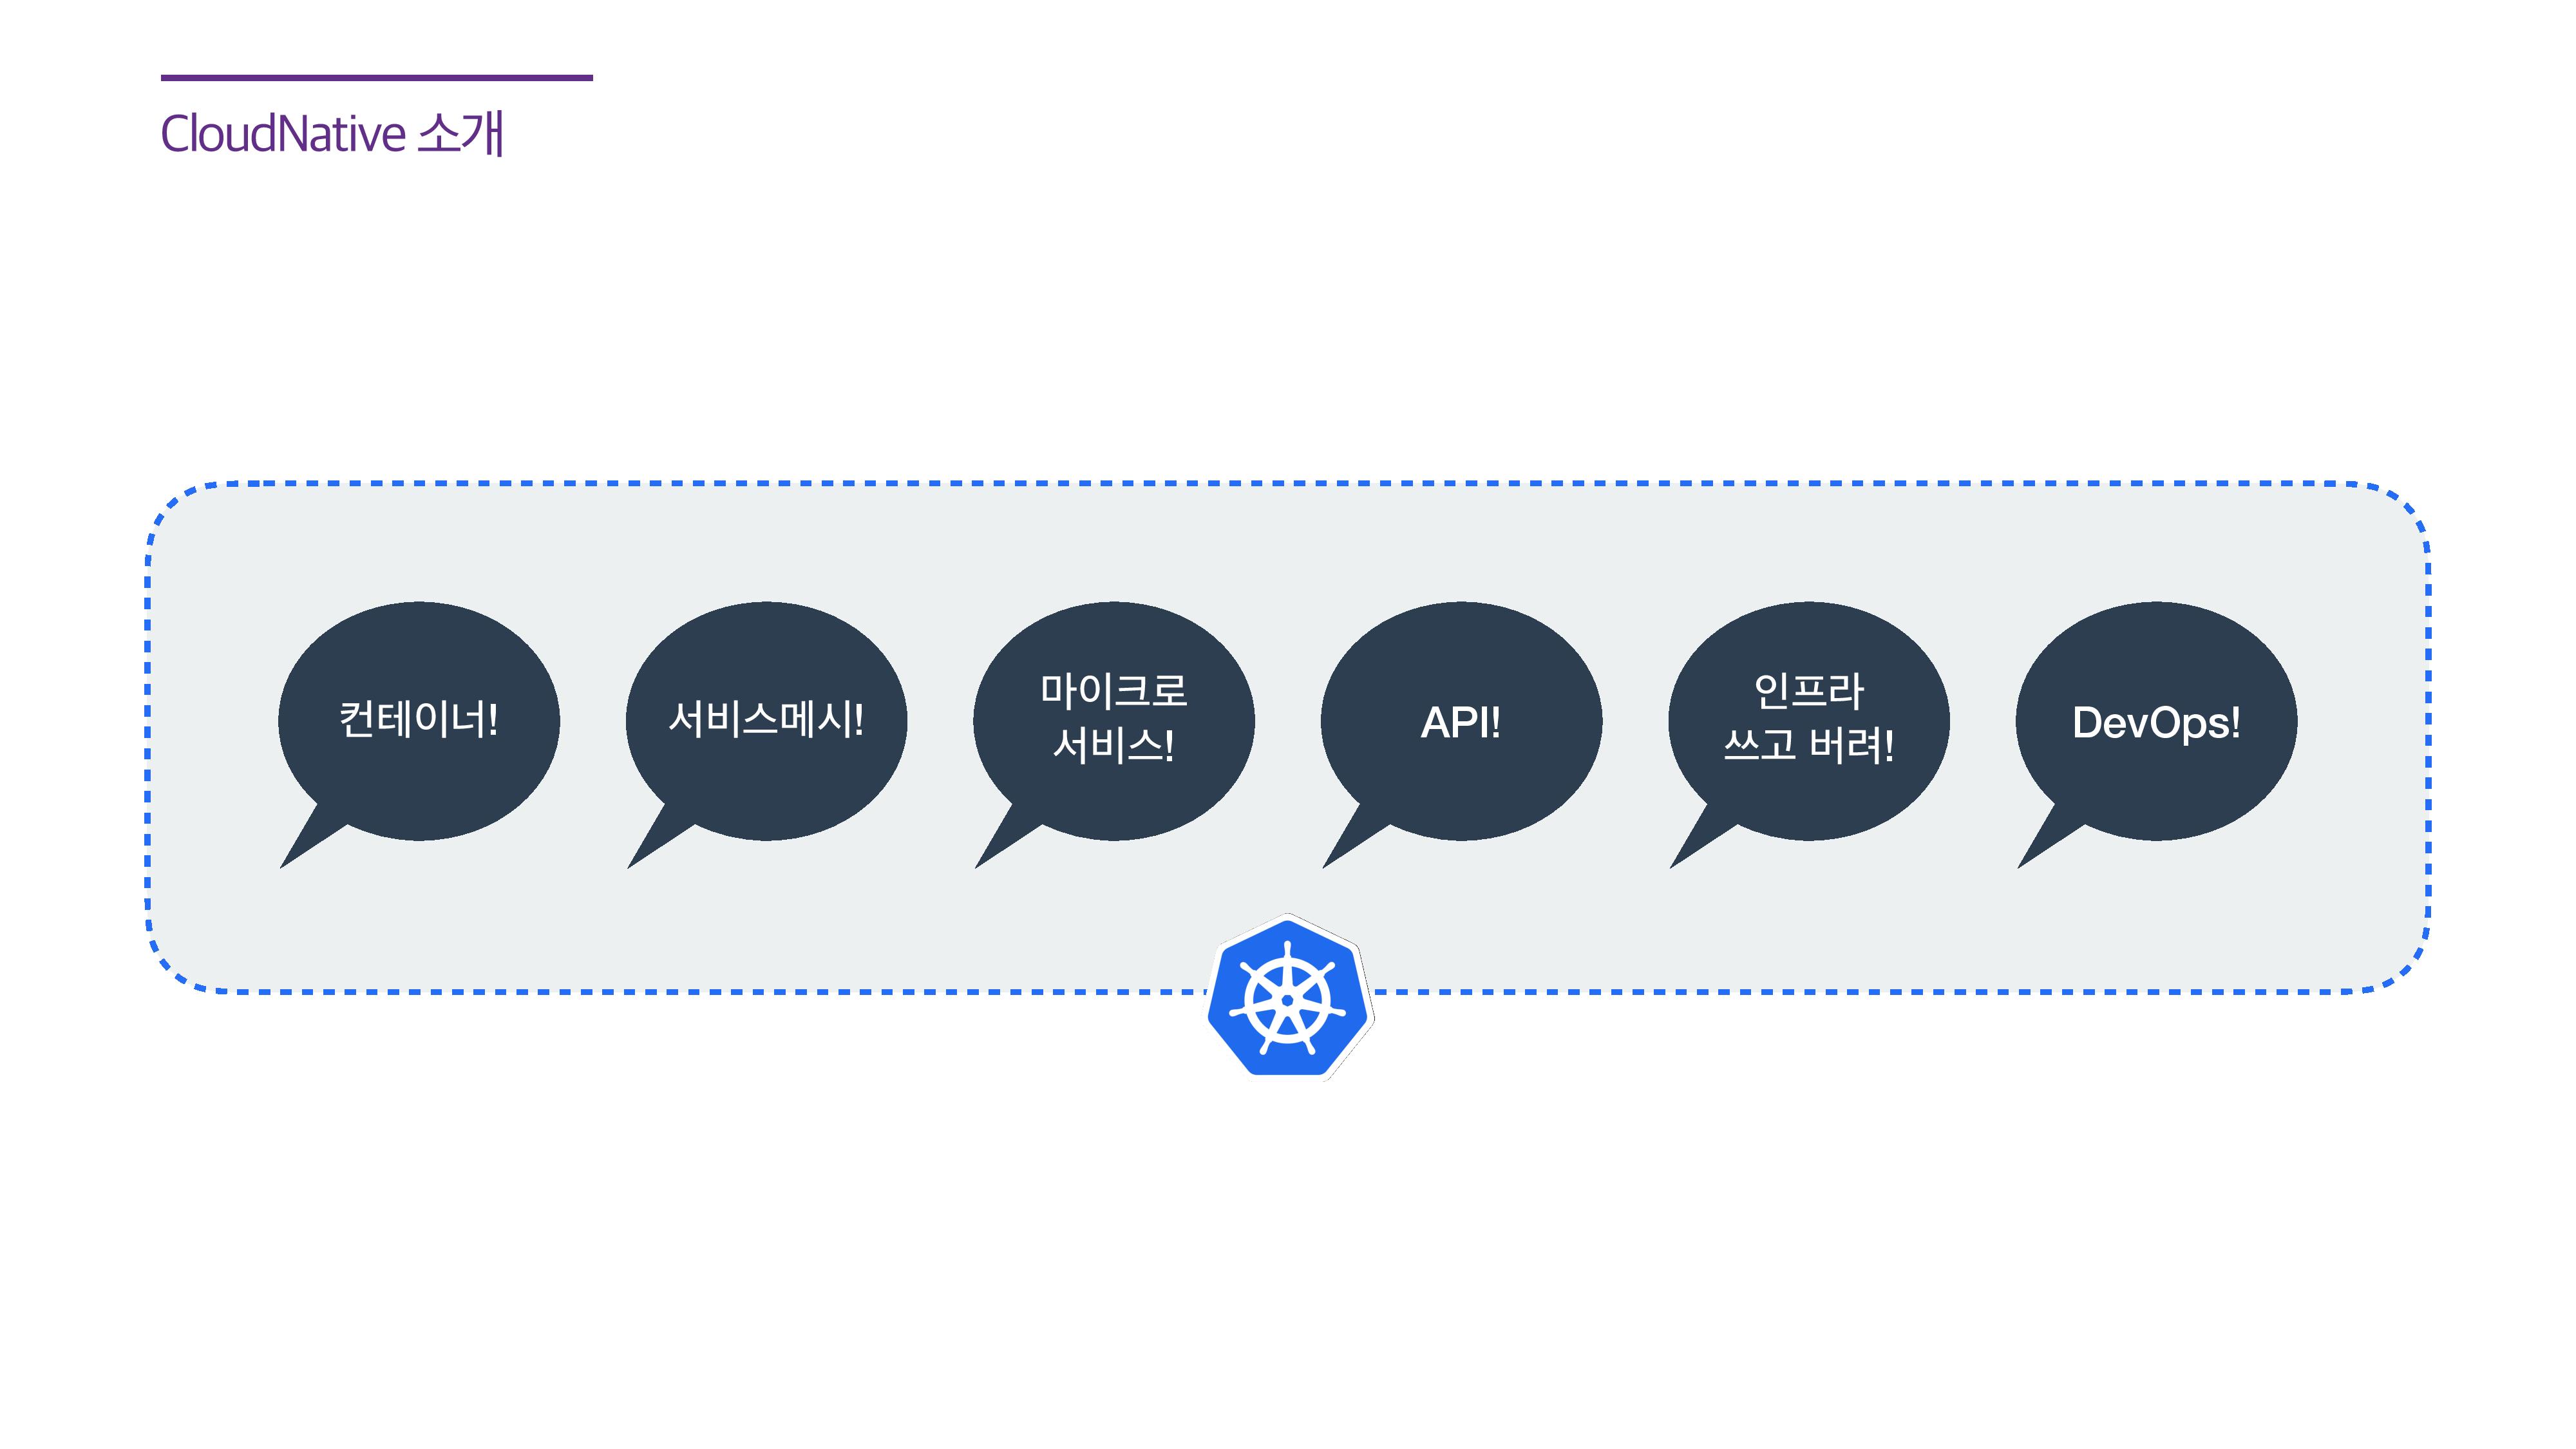 CloudNative 소개
컨테이너!
서비스메시!
마이크로
서비스!
API!
인프라
쓰고 버려!
DevOps!